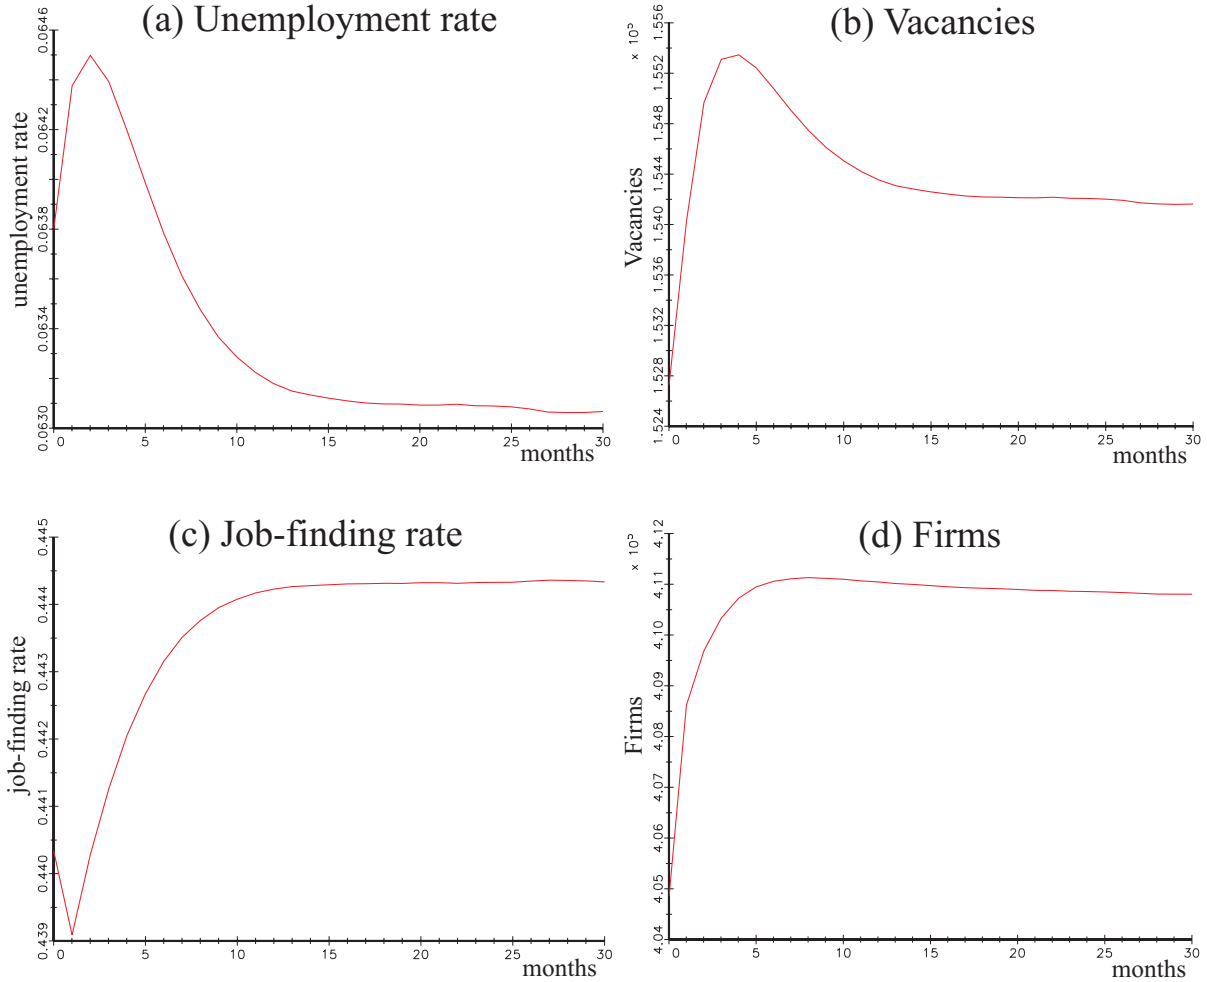 (a) Unemployment rate
unemployment rate
0.0646
0.0642
0.0638
0.0634
0.0630
0 5 10 15 20 25 30
months
(b) Vacancies
Vacancies
x 10^5
1.556
1.552
1.548
1.544
1.540
1.536
1.532
1.528
1.524
0 5 10 15 20 25 30
months
(c) Job-finding rate
job-finding rate
0.445
0.444
0.443
0.442
0.441
0.440
0.439
0 5 10 15 20 25 30
months
(d) Firms
Firms
x 10^5
4.12
4.11
4.10
4.09
4.08
4.07
4.06
4.05
4.04
0 5 10 15 20 25 30
months